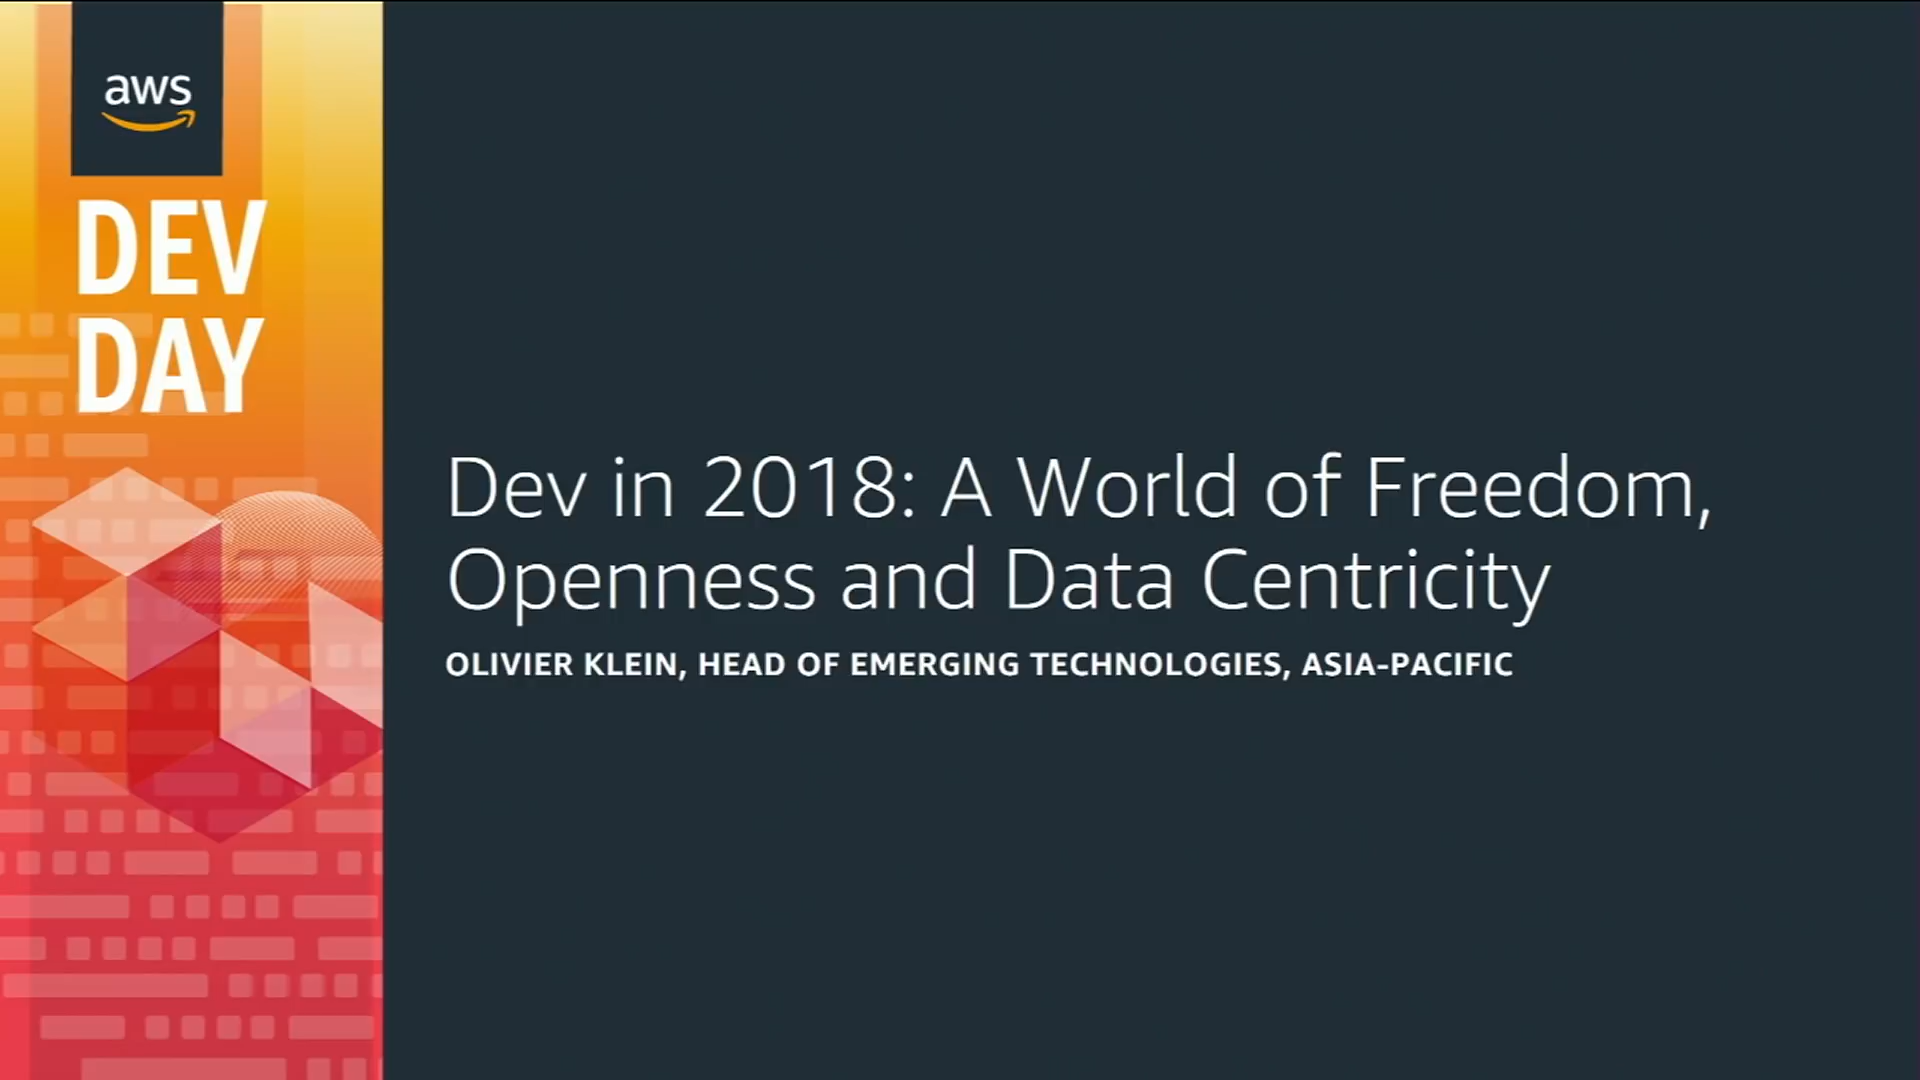 aws
DEV
DAY
Dev in 2018: A World of Freedom,
Openness and Data Centricity
OLIVIER KLEIN, HEAD OF EMERGING TECHNOLOGIES, ASIA-PACIFIC